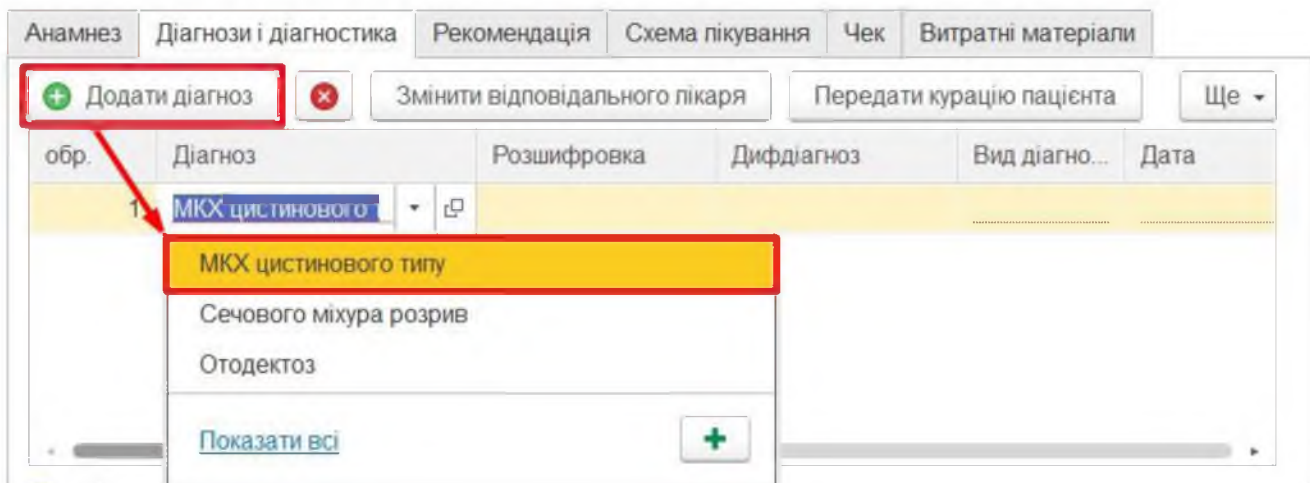 Анамнез Діагнози і діагностика Рекомендація Схема лікування Чек Витратні матеріали
Додати діагноз Змінити відповідального лікаря Передати курацію пацієнта Ще
обр. Діагноз Розшифровка Дифдіагноз Вид діагно... Дата
1 МКХ цистинового т
МКХ цистинового типу
Сечового міхура розрив
Отодектоз
Показати всі